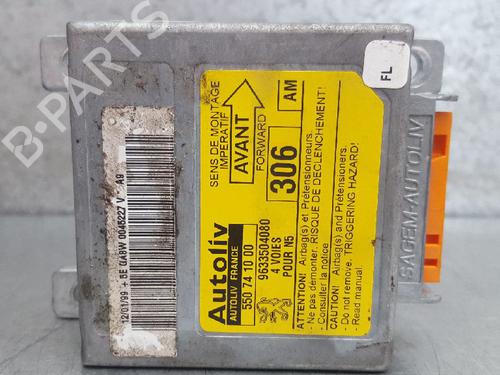 B-PARTS
SENS DE MONTAGE
IMPERATIF
AVANT
FORWARD
306
AM
Autoliv
AUTOLIV FRANCE
550 74 10 00
9633504080
4 VOIES
POUR N5
ATTENTION! Airbag(s) et Prétensionneurs.
- Ne pas démonter. RISQUE DE DECLENCHEMENT!
- Consulter la notice
CAUTION! Airbag(s) and Pretensioners.
- Do not remove. TRIGGERING HAZARD!
- Read manual
FL
SAGEM-AUTOLIV